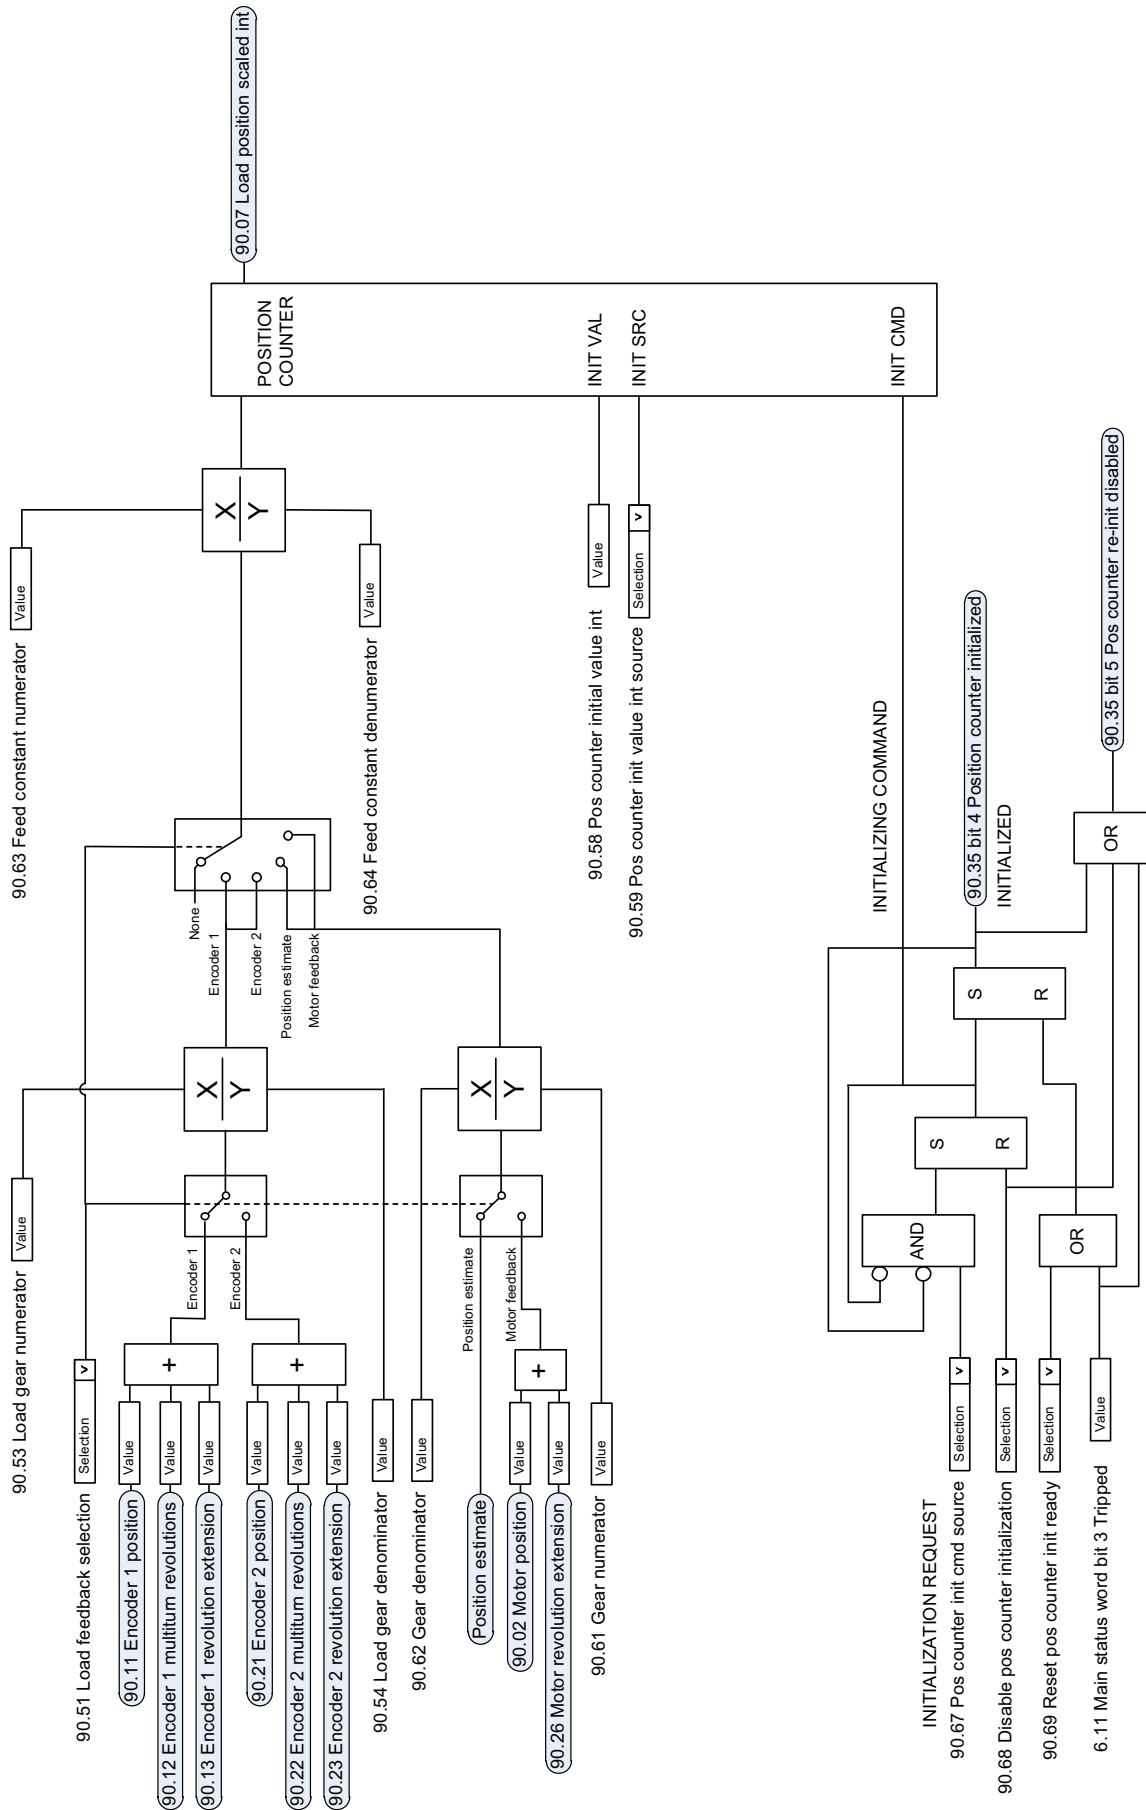 90.53 Load gear numerator
Value
90.51 Load feedback selection
Selection
v
90.11 Encoder 1 position
Value
90.12 Encoder 1 multiturn revolutions
Value
90.13 Encoder 1 revolution extension
Value
+
Encoder 1
90.21 Encoder 2 position
Value
90.22 Encoder 2 multiturn revolutions
Value
90.23 Encoder 2 revolution extension
Value
+
Encoder 2
X
Y
90.54 Load gear denominator
Value
90.62 Gear denominator
Value
Position estimate
Position estimate
90.02 Motor position
Value
90.26 Motor revolution extension
Value
+
Motor feedback
X
Y
90.61 Gear numerator
Value
None
Encoder 1
Encoder 2
Position estimate
Motor feedback
90.63 Feed constant numerator
Value
X
Y
90.64 Feed constant denumerator
Value
POSITION
COUNTER
90.07 Load position scaled int
90.58 Pos counter initial value int
Value
INIT VAL
90.59 Pos counter init value int source
Selection
v
INIT SRC
INIT CMD
INITIALIZING COMMAND
INITIALIZATION REQUEST
90.67 Pos counter init cmd source
Selection
v
AND
90.68 Disable pos counter initialization
Selection
v
S
R
90.69 Reset pos counter init ready
Selection
v
6.11 Main status word bit 3 Tripped
Value
OR
S
R
90.35 bit 4 Position counter initialized
INITIALIZED
OR
90.35 bit 5 Pos counter re-init disabled